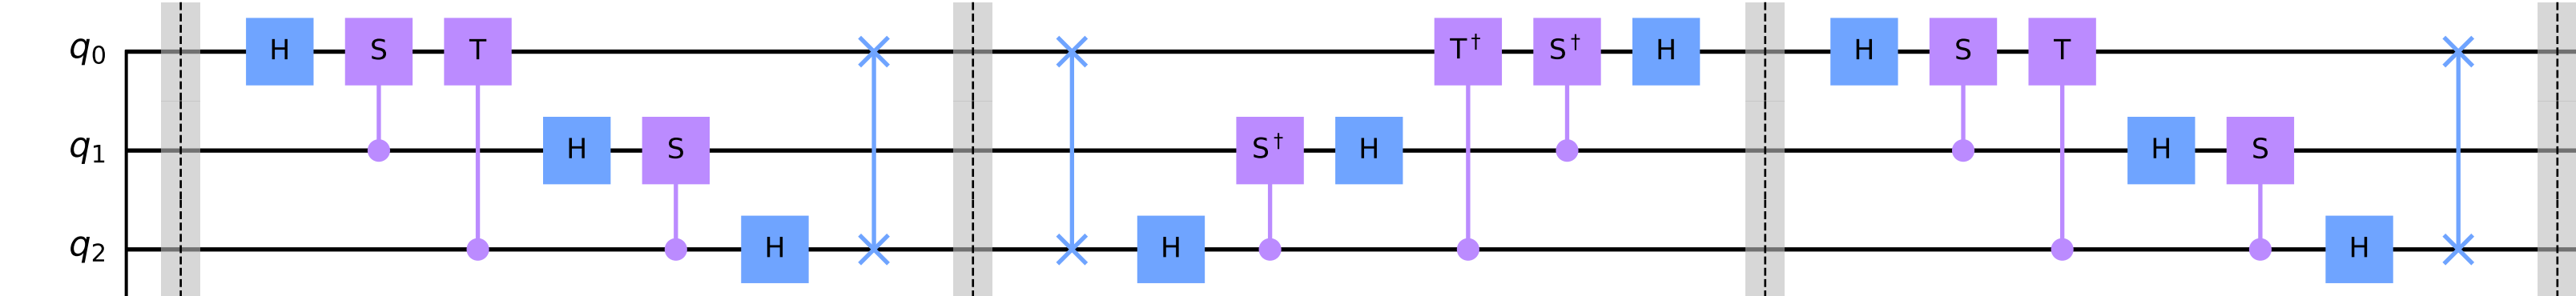 q0 H S T T† S† H H S T
q1 H S S† H H S
q2 H H H